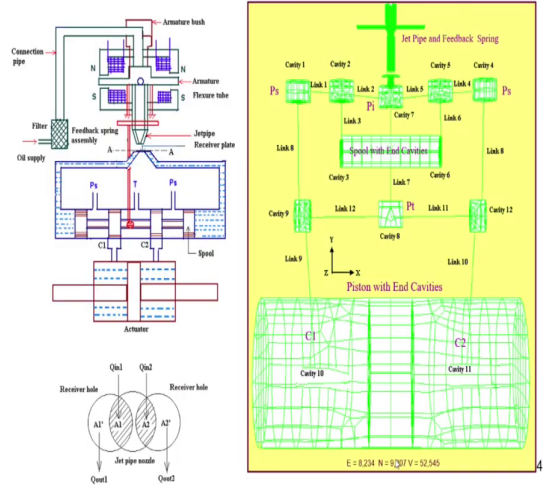 Armature bush
Connection
pipe
N
N
Armature
S
S
Flexure tube
Filter
Feedback spring
assembly
Jetpipe
Receiver plate
A
A
Oil supply
Ps
T
Ps
A
C1
C2
Spool
Actuator
Qin1
Qin2
Receiver hole
Receiver hole
A1'
A1
A2
A2'
Jet pipe nozzle
Qout1
Qout2
Jet Pipe and Feedback Spring
Cavity 1
Cavity 2
Cavity 5
Cavity 4
Link 1
Link 2
Link 5
Link 4
Ps
Pi
Ps
Cavity 7
Link 3
Link 6
Link 8
Spool with End Cavities
Link 8
Cavity 3
Cavity 6
Link 7
Pt
Cavity 9
Link 12
Link 11
Cavity 12
Cavity 8
Y
Z
X
Link 9
Link 10
Piston with End Cavities
C1
C2
Cavity 10
Cavity 11
E = 8,234 N = 9, 07 V = 52,545
4